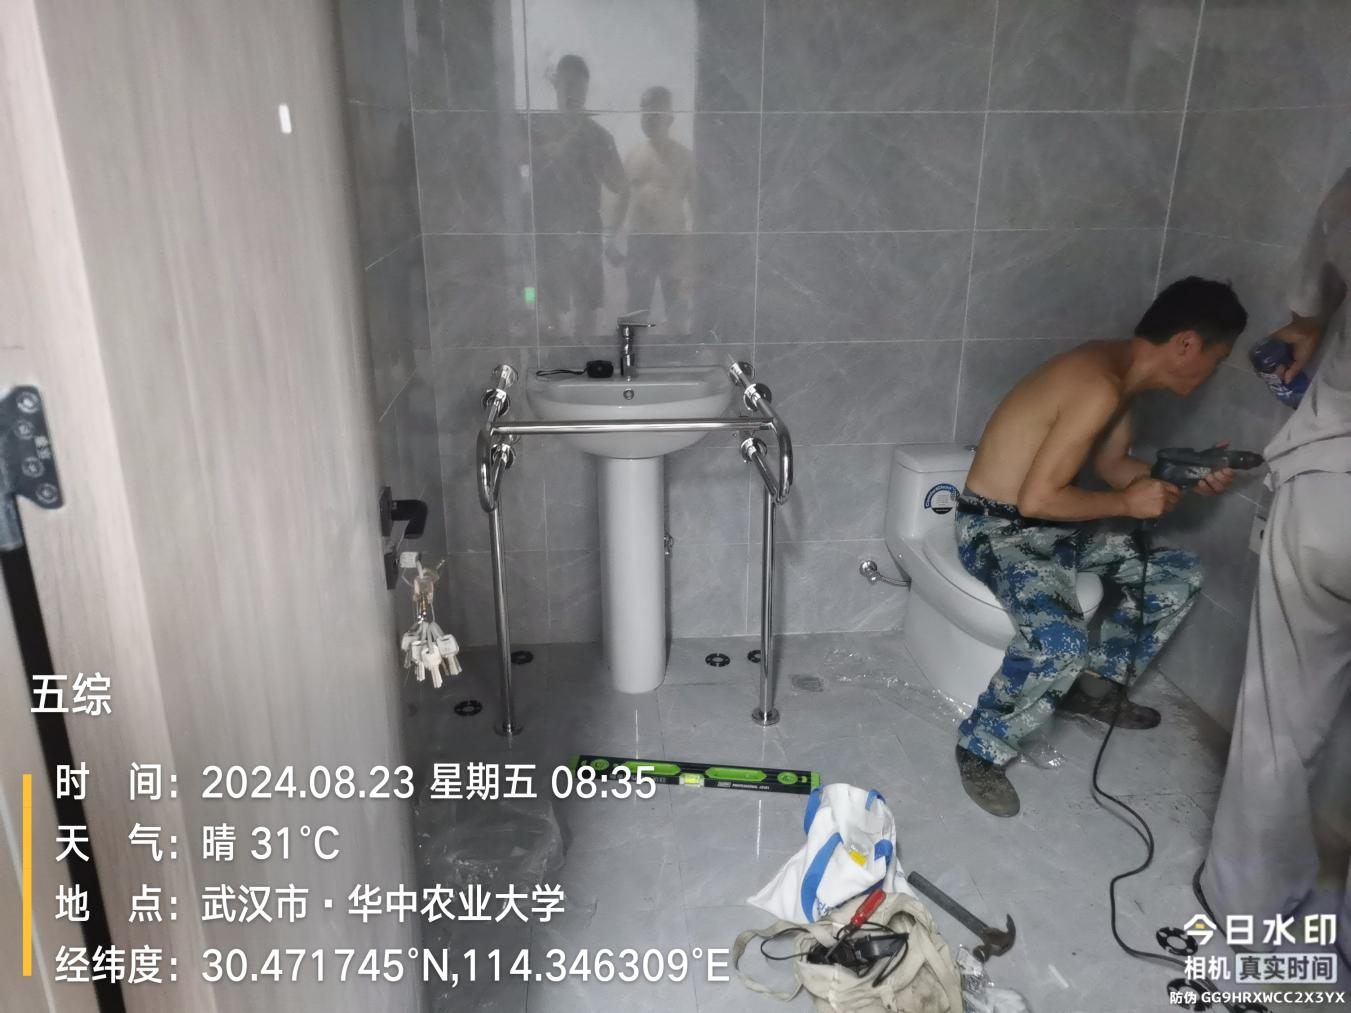 五综
时 间：2024.08.23 星期五 08:35
天 气：晴 31°C
地 点：武汉市·华中农业大学
经纬度：30.471745°N,114.346309°E
今日水印
相机 真实时间
防伪 GG9HRXWCC2X3YX